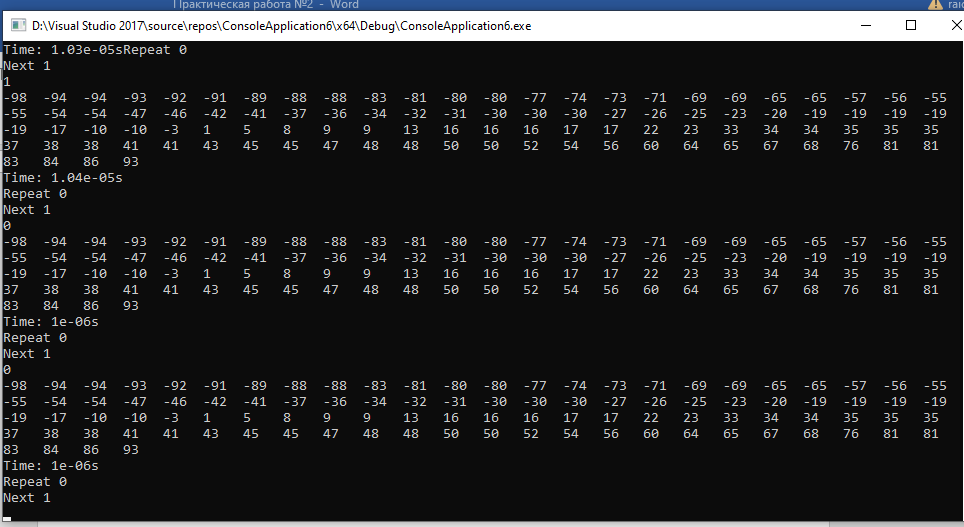 Практическая работа №2 - Word
raio
D:\Visual Studio 2017\source\repos\ConsoleApplication6\x64\Debug\ConsoleApplication6.exe
Time: 1.03e-05sRepeat 0
Next 1
1
-98 -94 -94 -93 -92 -91 -89 -88 -88 -83 -81 -80 -80 -77 -74 -73 -71 -69 -69 -65 -65 -57 -56 -55
-55 -54 -54 -47 -46 -42 -41 -37 -36 -34 -32 -31 -30 -30 -30 -27 -26 -25 -23 -20 -19 -19 -19 -19
-19 -17 -10 -10 -3 1 5 8 9 9 13 16 16 16 17 17 22 23 33 34 34 35 35 35
37 38 38 41 41 43 45 45 47 48 48 50 50 52 54 56 60 64 65 67 68 76 81 81
83 84 86 93
Time: 1.04e-05s
Repeat 0
Next 1
0
-98 -94 -94 -93 -92 -91 -89 -88 -88 -83 -81 -80 -80 -77 -74 -73 -71 -69 -69 -65 -65 -57 -56 -55
-55 -54 -54 -47 -46 -42 -41 -37 -36 -34 -32 -31 -30 -30 -30 -27 -26 -25 -23 -20 -19 -19 -19 -19
-19 -17 -10 -10 -3 1 5 8 9 9 13 16 16 16 17 17 22 23 33 34 34 35 35 35
37 38 38 41 41 43 45 45 47 48 48 50 50 52 54 56 60 64 65 67 68 76 81 81
83 84 86 93
Time: 1e-06s
Repeat 0
Next 1
0
-98 -94 -94 -93 -92 -91 -89 -88 -88 -83 -81 -80 -80 -77 -74 -73 -71 -69 -69 -65 -65 -57 -56 -55
-55 -54 -54 -47 -46 -42 -41 -37 -36 -34 -32 -31 -30 -30 -30 -27 -26 -25 -23 -20 -19 -19 -19 -19
-19 -17 -10 -10 -3 1 5 8 9 9 13 16 16 16 17 17 22 23 33 34 34 35 35 35
37 38 38 41 41 43 45 45 47 48 48 50 50 52 54 56 60 64 65 67 68 76 81 81
83 84 86 93
Time: 1e-06s
Repeat 0
Next 1